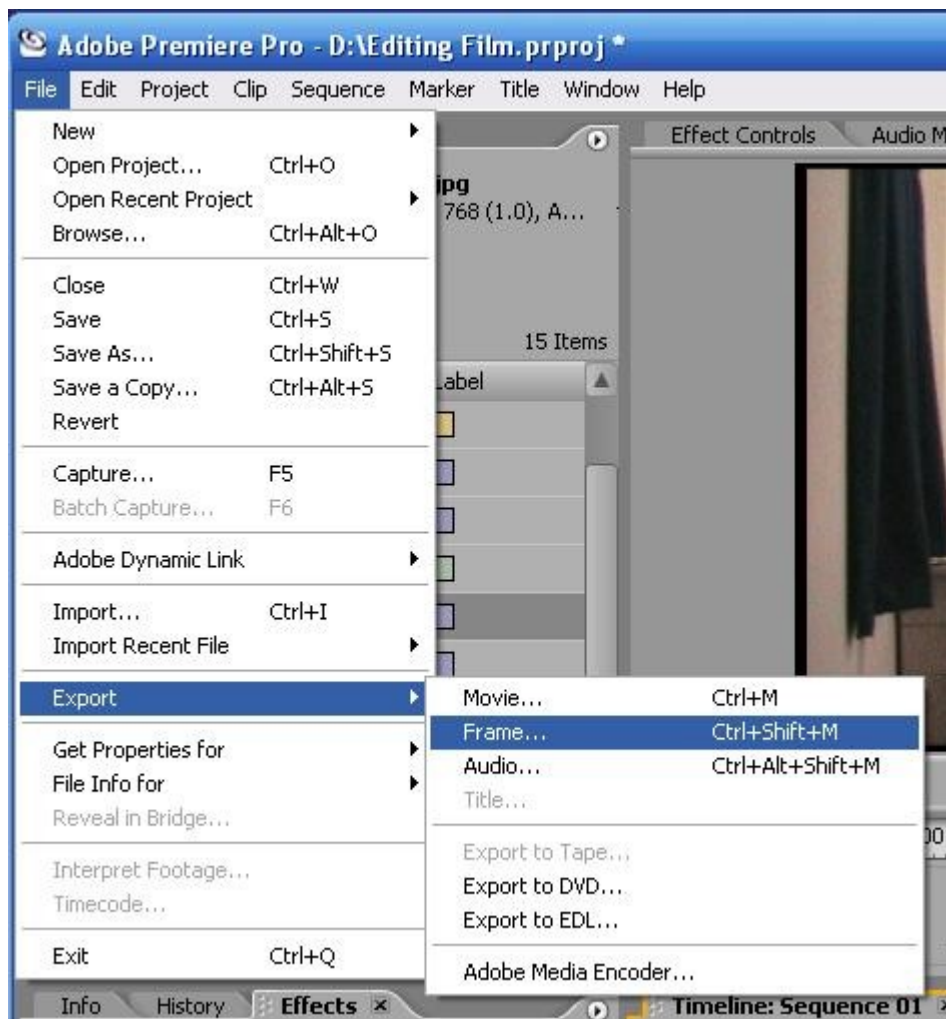 Adobe Premiere Pro - D:\Editing Film.prproj *
File Edit Project Clip Sequence Marker Title Window Help
New
Open Project... Ctrl+O
Open Recent Project
Browse... Ctrl+Alt+O
Close Ctrl+W
Save Ctrl+S
Save As... Ctrl+Shift+S
Save a Copy... Ctrl+Alt+S
Revert
Capture... F5
Batch Capture... F6
Adobe Dynamic Link
Import... Ctrl+I
Import Recent File
Export
Get Properties for
File Info for
Reveal in Bridge...
Interpret Footage...
Timecode...
Exit Ctrl+Q
Movie... Ctrl+M
Frame... Ctrl+Shift+M
Audio... Ctrl+Alt+Shift+M
Title...
Export to Tape...
Export to DVD...
Export to EDL...
Adobe Media Encoder...
Effect Controls Audio M
jpg
768 (1.0), A...
15 Items
Label
00
Info History Effects x
Timeline: Sequence 01 x